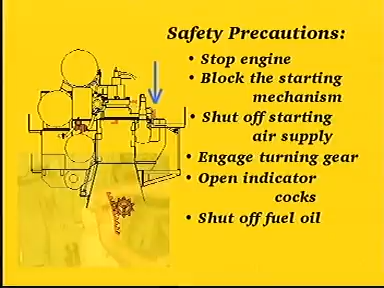 Safety Precautions:
• Stop engine
• Block the starting
mechanism
• Shut off starting
air supply
• Engage turning gear
• Open indicator
cocks
• Shut off fuel oil